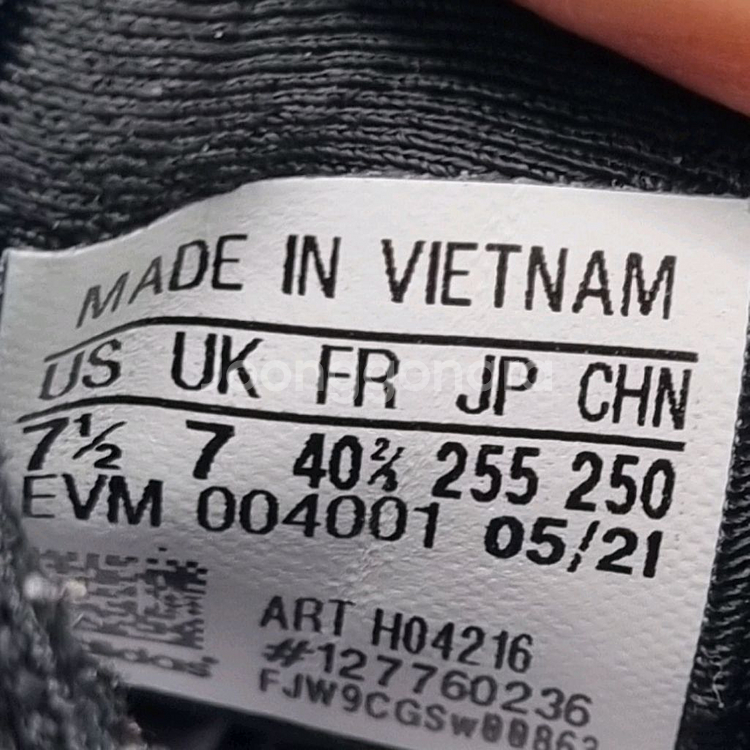 MADE IN VIETNAM
US UK FR JP CHN
7½ 7 40⅔ 255 250
EVM 004001 05/21
ART H04216
#127760236